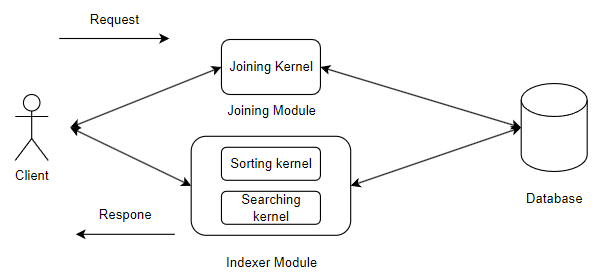 Request
Joining Kernel
Joining Module
Sorting kernel
Searching
kernel
Client
Database
Respone
Indexer Module